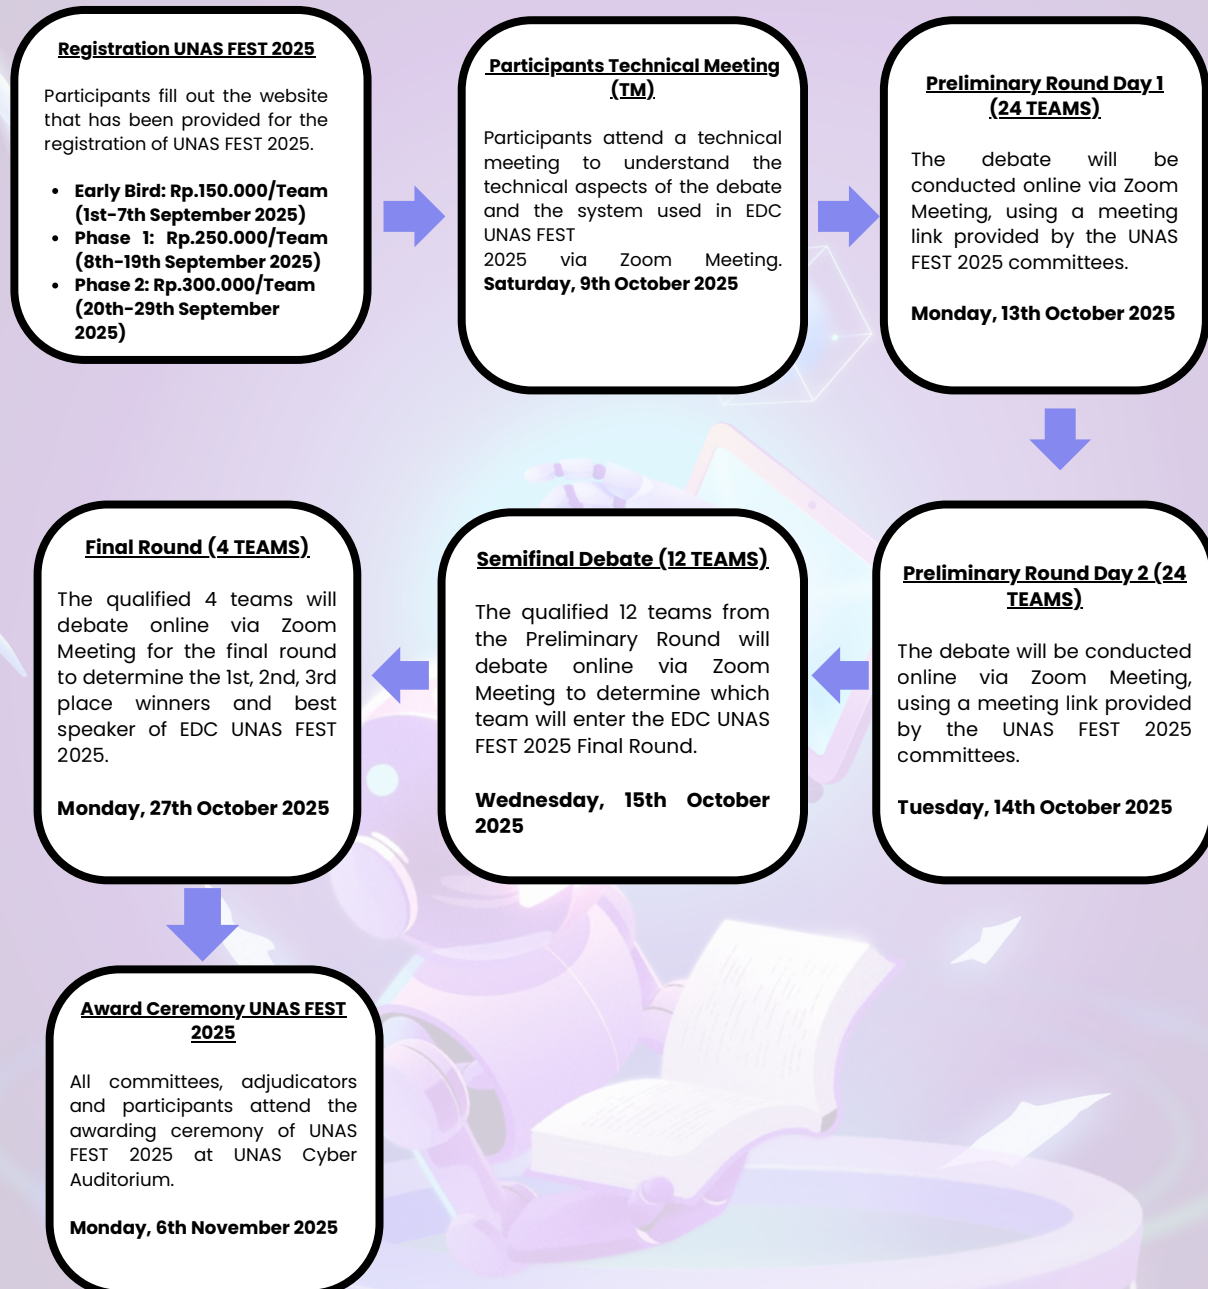 Registration UNAS FEST 2025
Participants fill out the website
that has been provided for the
registration of UNAS FEST 2025.
• Early Bird: Rp.150.000/Team
(1st-7th September 2025)
• Phase 1: Rp.250.000/Team
(8th-19th September 2025)
• Phase 2: Rp.300.000/Team
(20th-29th September
2025)
Participants Technical Meeting
(TM)
Participants attend a technical
meeting to understand the
technical aspects of the debate
and the system used in EDC
UNAS FEST
2025 via Zoom Meeting.
Saturday, 9th October 2025
Preliminary Round Day 1
(24 TEAMS)
The debate will be
conducted online via Zoom
Meeting, using a meeting
link provided by the UNAS
FEST 2025 committees.
Monday, 13th October 2025
Preliminary Round Day 2 (24
TEAMS)
The debate will be conducted
online via Zoom Meeting,
using a meeting link provided
by the UNAS FEST 2025
committees.
Tuesday, 14th October 2025
Semifinal Debate (12 TEAMS)
The qualified 12 teams from
the Preliminary Round will
debate online via Zoom
Meeting to determine which
team will enter the EDC UNAS
FEST 2025 Final Round.
Wednesday, 15th October
2025
Final Round (4 TEAMS)
The qualified 4 teams will
debate online via Zoom
Meeting for the final round
to determine the 1st, 2nd, 3rd
place winners and best
speaker of EDC UNAS FEST
2025.
Monday, 27th October 2025
Award Ceremony UNAS FEST
2025
All committees, adjudicators
and participants attend the
awarding ceremony of UNAS
FEST 2025 at UNAS Cyber
Auditorium.
Monday, 6th November 2025